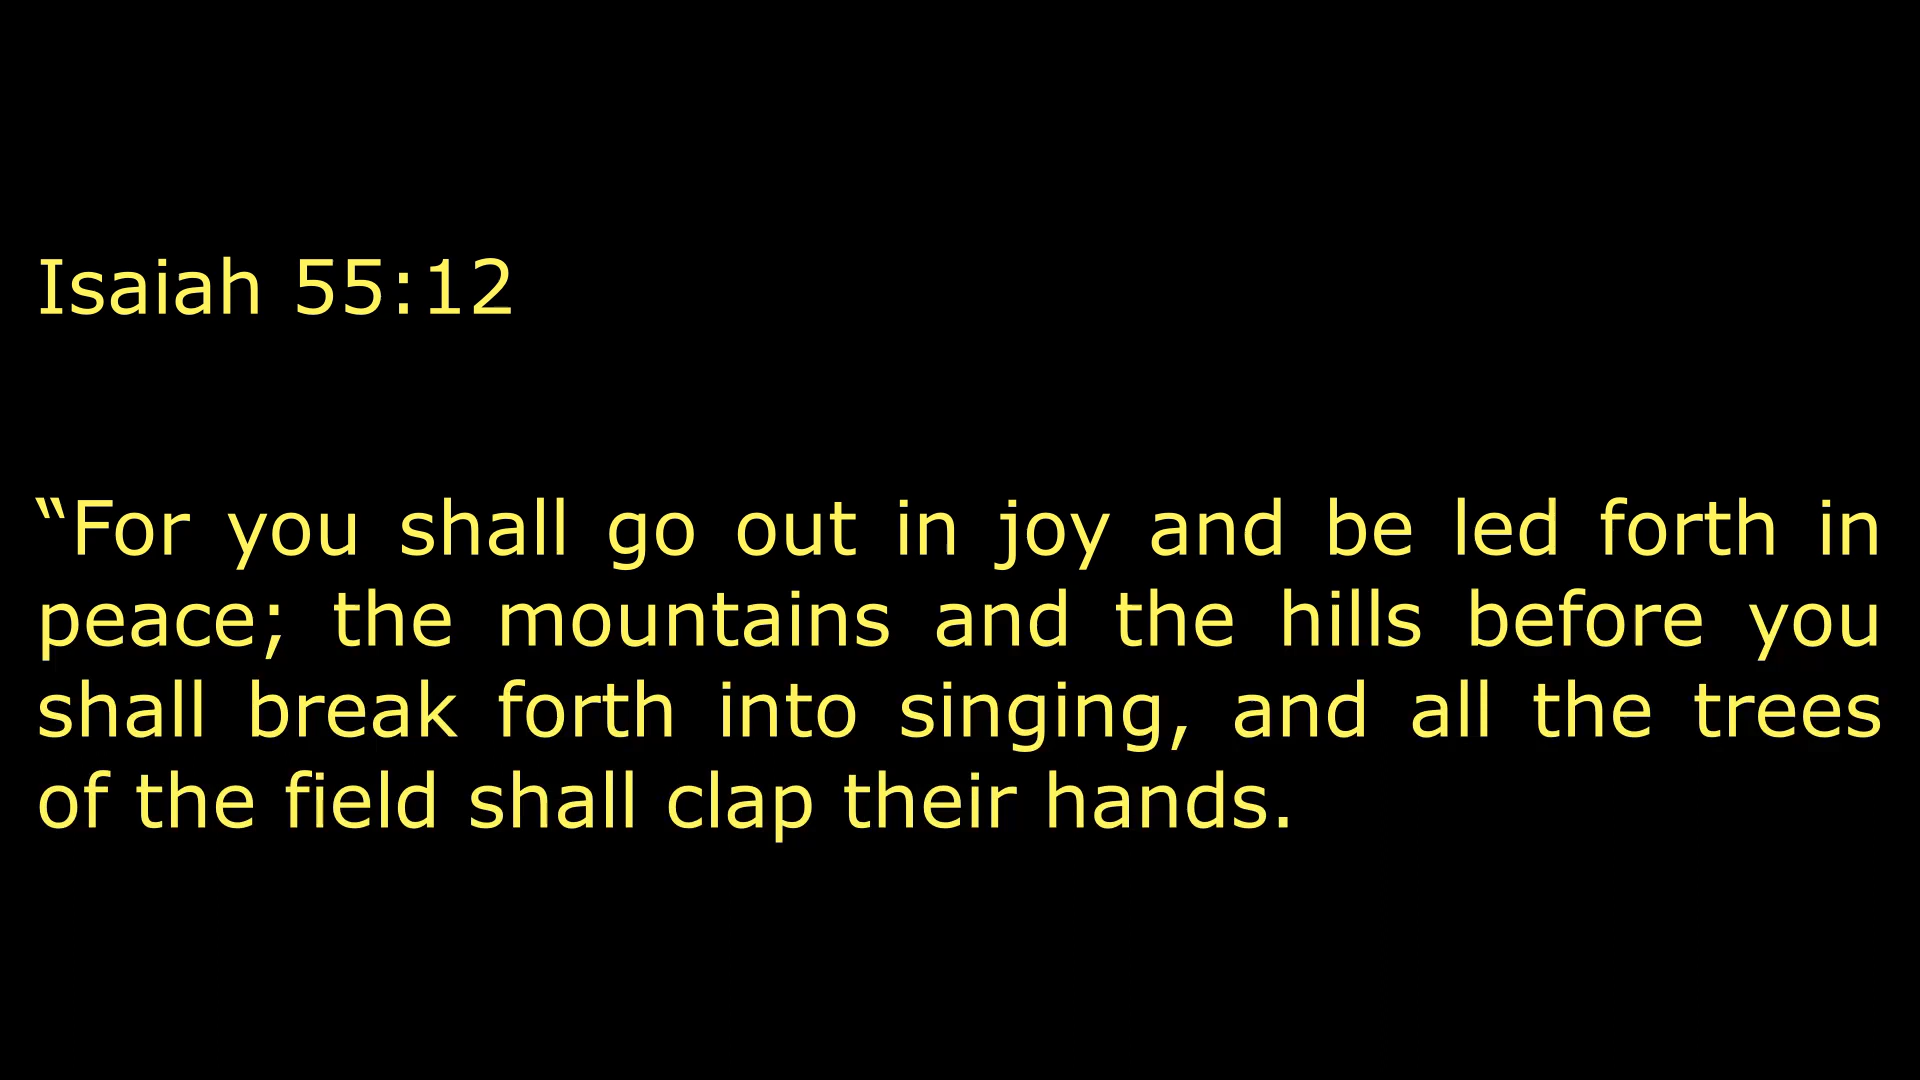 Isaiah 55:12
“For you shall go out in joy and be led forth in
peace; the mountains and the hills before you
shall break forth into singing, and all the trees
of the field shall clap their hands.